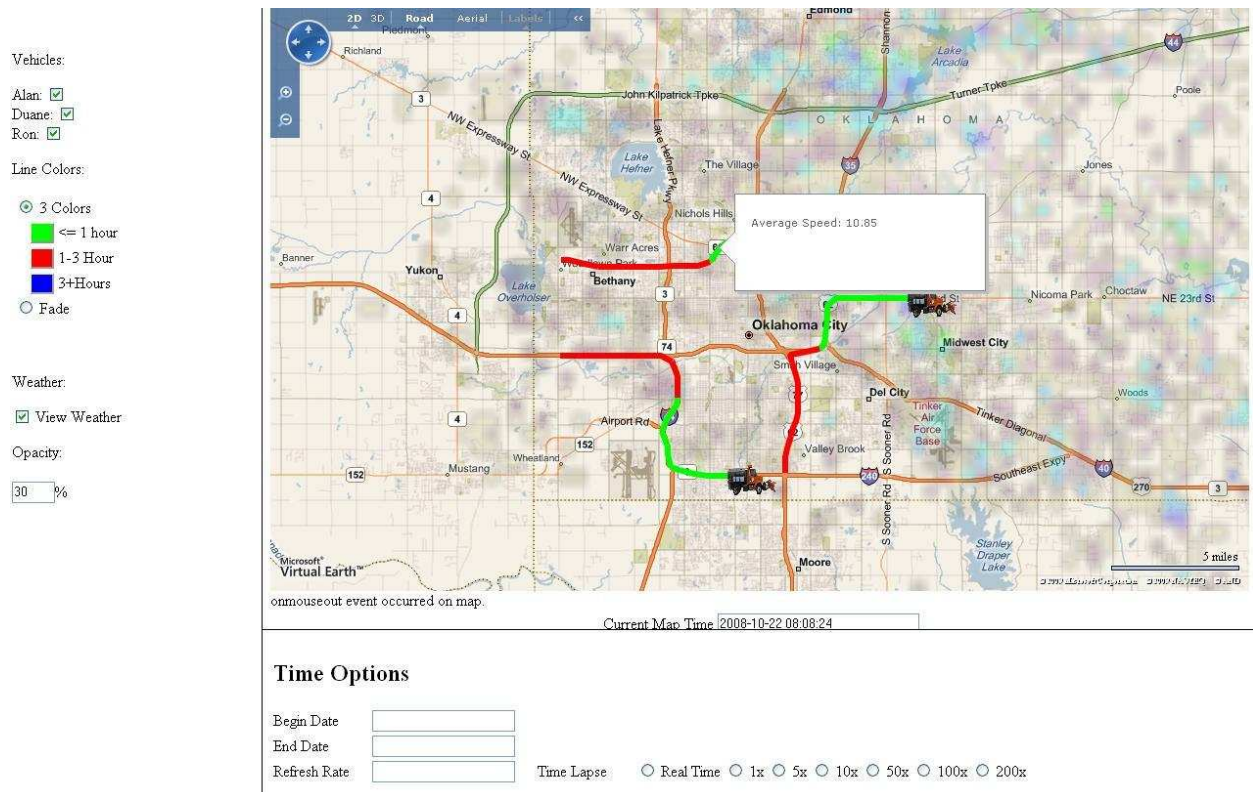 Vehicles:
Alan:
Duane:
Ron:
Line Colors:
3 Colors
<= 1 hour
1-3 Hour
3+Hours
Fade
Weather:
View Weather
Opacity:
30 %
2D 3D Road Aerial Labels <<
Edmond
Piedmont
Richland
Shannon
44
Lake
Arcadia
3
John Kilpatrick Tpke
Turner Tpke
Poole
NW Expressway St
OKLAHOMA
Lake Hefner Pkwy
Lake
Hefner
The Village
35
Jones
NW Expressway St
4
Nichols Hills
Average Speed: 10.85
Banner
Warr Acres
Yukon
Bethany
Lake
Overholser
3
Nicoma Park
Choctaw
NE 23rd St
4
Oklahoma City
74
Midwest City
Smith Village
Del City
Woods
Tinker
Air
Force
Base
Tinker Diagonal
4
Airport Rd
152
Wheatland
Valley Brook
S Sooner Rd
S Sooner Rd
152
Mustang
240
Southeast Expy
40
270
3
Stanley
Draper
Lake
Moore
Microsoft®
Virtual Earth™
5 miles
onmouseout event occurred on map.
Current Map Time 2008-10-22 08:08:24
Time Options
Begin Date
End Date
Refresh Rate Time Lapse Real Time 1x 5x 10x 50x 100x 200x